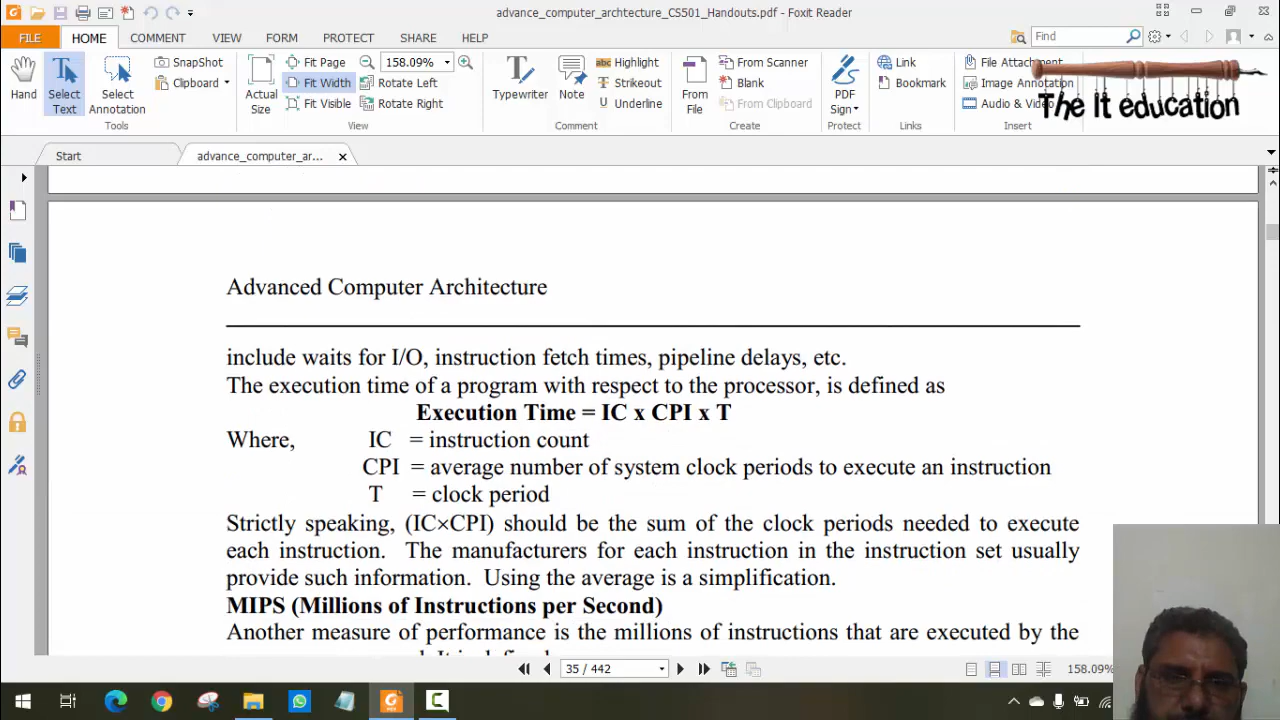 advance_computer_archtecture_CS501_Handouts.pdf - Foxit Reader
FILE HOME COMMENT VIEW FORM PROTECT SHARE HELP Find
SnapShot 158.09% Highlight From Scanner Link File Attachment
Hand Select Text Select Annotation Clipboard Actual Size Fit Page Fit Width Fit Visible Rotate Left Rotate Right Typewriter Note Strikeout Underline From File Blank From Clipboard PDF Sign Bookmark Image Annotation Audio & Video
Tools View Comment Create Protect Links Insert
The It education
Start advance_computer_ar...
Advanced Computer Architecture
include waits for I/O, instruction fetch times, pipeline delays, etc.
The execution time of a program with respect to the processor, is defined as
Execution Time = IC x CPI x T
Where, IC = instruction count
CPI = average number of system clock periods to execute an instruction
T = clock period
Strictly speaking, (IC×CPI) should be the sum of the clock periods needed to execute
each instruction. The manufacturers for each instruction in the instruction set usually
provide such information. Using the average is a simplification.
MIPS (Millions of Instructions per Second)
Another measure of performance is the millions of instructions that are executed by the
35 / 442 158.09%